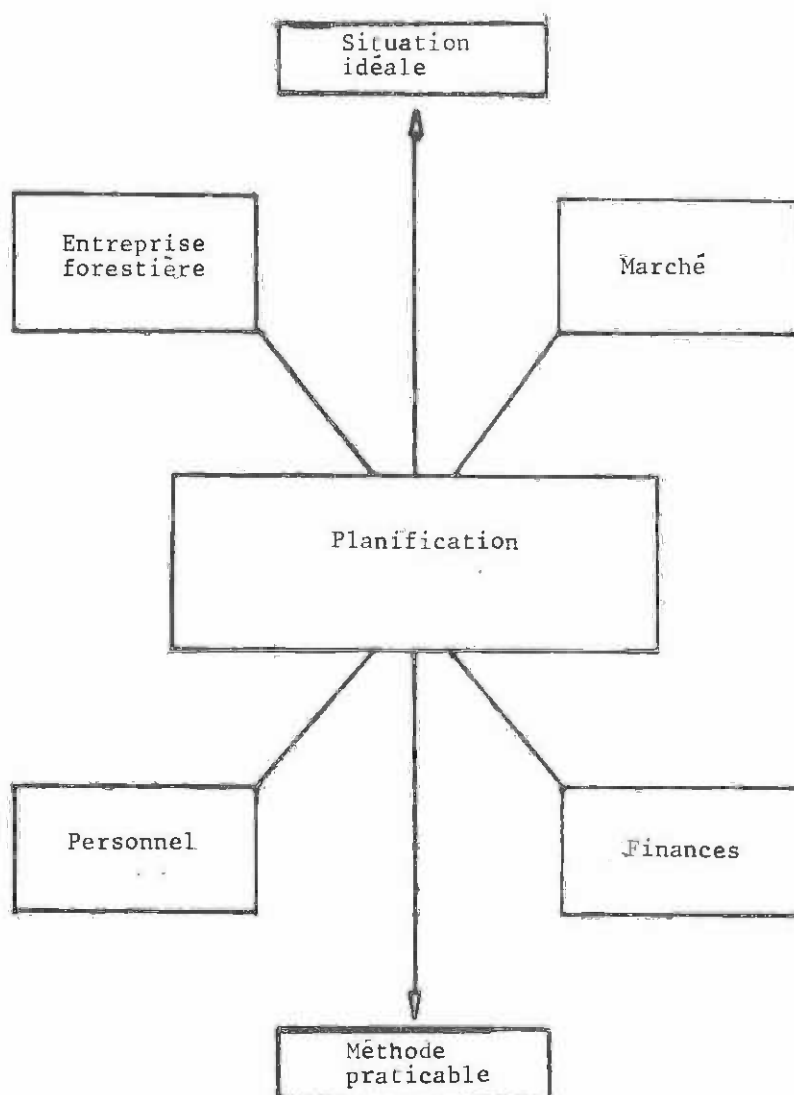 Situation
idéale
Entreprise
forestière
Marché
Planification
Personnel
Finances
Méthode
praticable